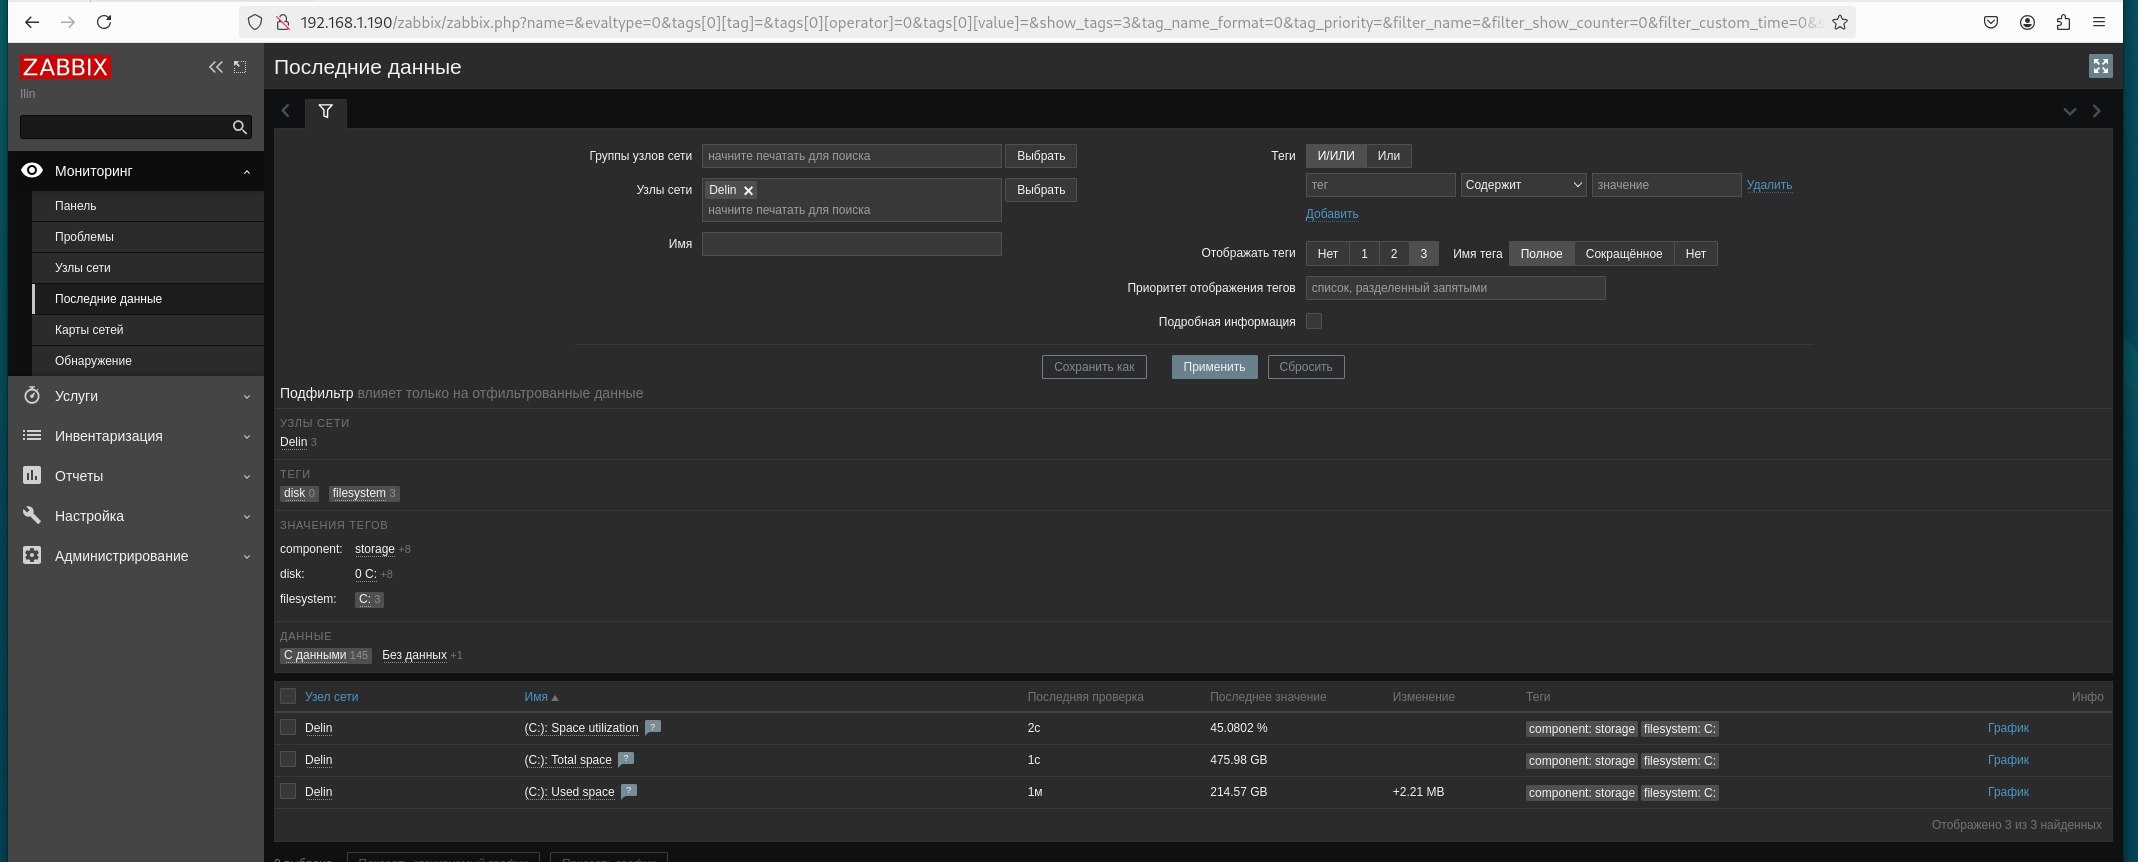 192.168.1.190/zabbix/zabbix.php?name=&evaltype=0&tags[0][tag]=&tags[0][operator]=0&tags[0][value]=&show_tags=3&tag_name_format=0&tag_priority=&filter_name=&filter_show_counter=0&filter_custom_time=0&
ZABBIX
Ilin
Последние данные
Мониторинг
Панель
Проблемы
Узлы сети
Последние данные
Карты сетей
Обнаружение
Услуги
Инвентаризация
Отчеты
Настройка
Администрирование
Группы узлов сети начните печатать для поиска Выбрать
Узлы сети Delin Выбрать
начните печатать для поиска
Имя
Теги И/ИЛИ Или
тег Содержит значение Удалить
Добавить
Отображать теги Нет 1 2 3 Имя тега Полное Сокращённое Нет
Приоритет отображения тегов список, разделенный запятыми
Подробная информация
Сохранить как Применить Сбросить
Подфильтр влияет только на отфильтрованные данные
УЗЛЫ СЕТИ
Delin 3
ТЕГИ
disk 0 filesystem 3
ЗНАЧЕНИЯ ТЕГОВ
component: storage +8
disk: 0 C: +8
filesystem: C: 3
ДАННЫЕ
С данными 145 Без данных +1
Узел сети Имя Последняя проверка Последнее значение Изменение Теги Инфо
Delin (C:): Space utilization ? 2с 45.0802 % component: storage filesystem: C: График
Delin (C:): Total space ? 1с 475.98 GB component: storage filesystem: C: График
Delin (C:): Used space ? 1м 214.57 GB +2.21 MB component: storage filesystem: C: График
Отображено 3 из 3 найденных